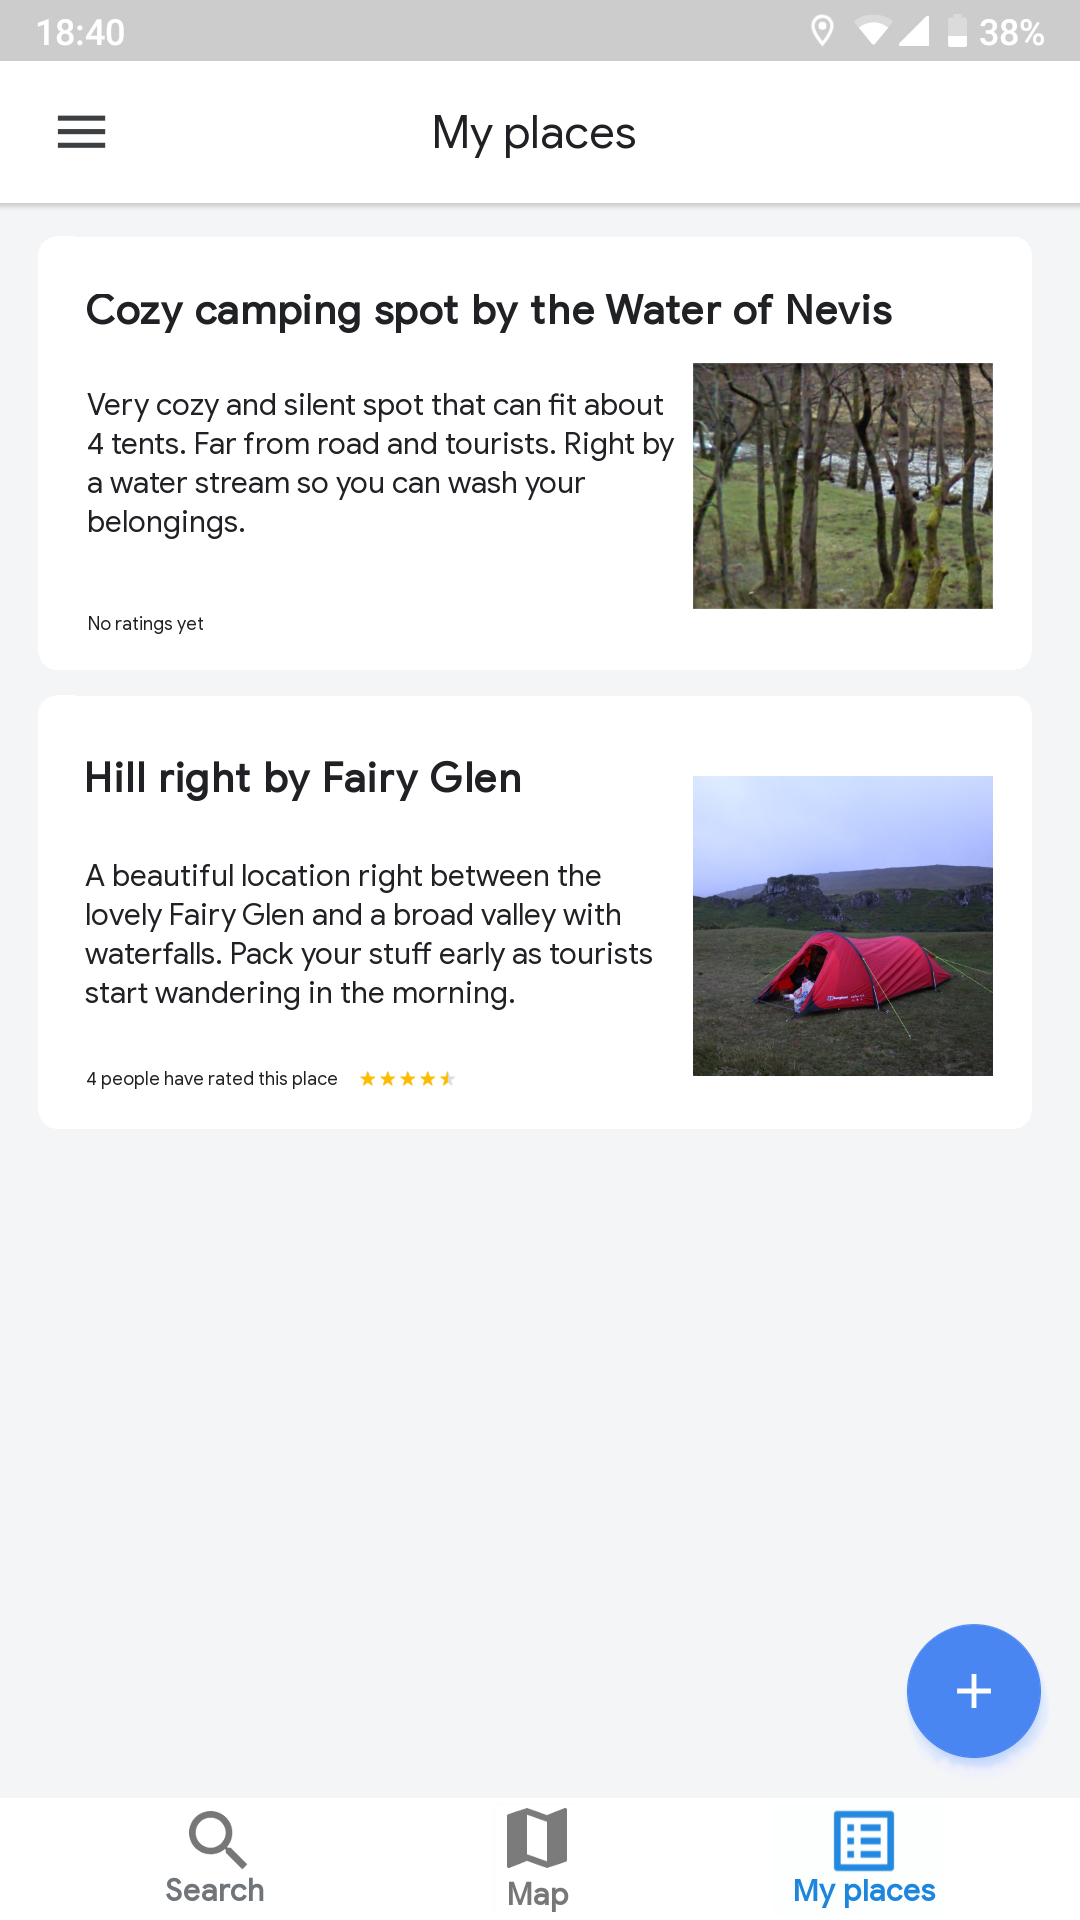 18:40
38%
My places
Cozy camping spot by the Water of Nevis
Very cozy and silent spot that can fit about
4 tents. Far from road and tourists. Right by
a water stream so you can wash your
belongings.
No ratings yet
Hill right by Fairy Glen
A beautiful location right between the
lovely Fairy Glen and a broad valley with
waterfalls. Pack your stuff early as tourists
start wandering in the morning.
4 people have rated this place
Search
Map
My places